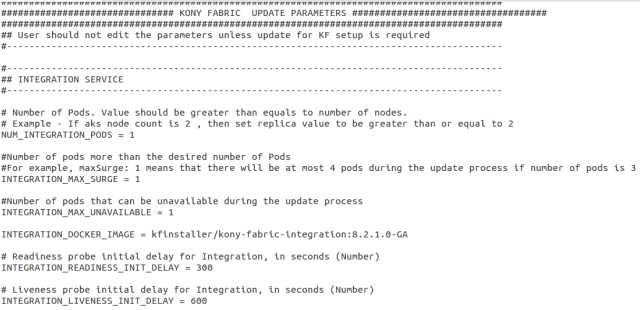 ##########################################################################################
############################### KONY FABRIC  UPDATE PARAMETERS ###################################
##########################################################################################
## User should not edit the parameters unless update for KF setup is required
#-----------------------------------------------------------------------------------------
#-----------------------------------------------------------------------------------------
## INTEGRATION SERVICE
#-----------------------------------------------------------------------------------------
# Number of Pods. Value should be greater than equals to number of nodes.
# Example - If aks node count is 2 , then set replica value to be greater than or equal to 2
NUM_INTEGRATION_PODS = 1
#Number of pods more than the desired number of Pods
#For example, maxSurge: 1 means that there will be at most 4 pods during the update process if number of pods is 3
INTEGRATION_MAX_SURGE = 1
#Number of pods that can be unavailable during the update process
INTEGRATION_MAX_UNAVAILABLE = 1
INTEGRATION_DOCKER_IMAGE = kfinstaller/kony-fabric-integration:8.2.1.0-GA
# Readiness probe initial delay for Integration, in seconds (Number)
INTEGRATION_READINESS_INIT_DELAY = 300
# Liveness probe initial delay for Integration, in seconds (Number)
INTEGRATION_LIVENESS_INIT_DELAY = 600